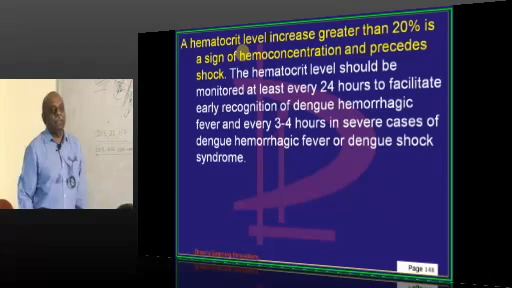 A hematocrit level increase greater than 20% is
a sign of hemoconcentration and precedes
shock. The hematocrit level should be
monitored at least every 24 hours to facilitate
early recognition of dengue hemorrhagic
fever and every 3-4 hours in severe cases of
dengue hemorrhagic fever or dengue shock
syndrome.
Page 148